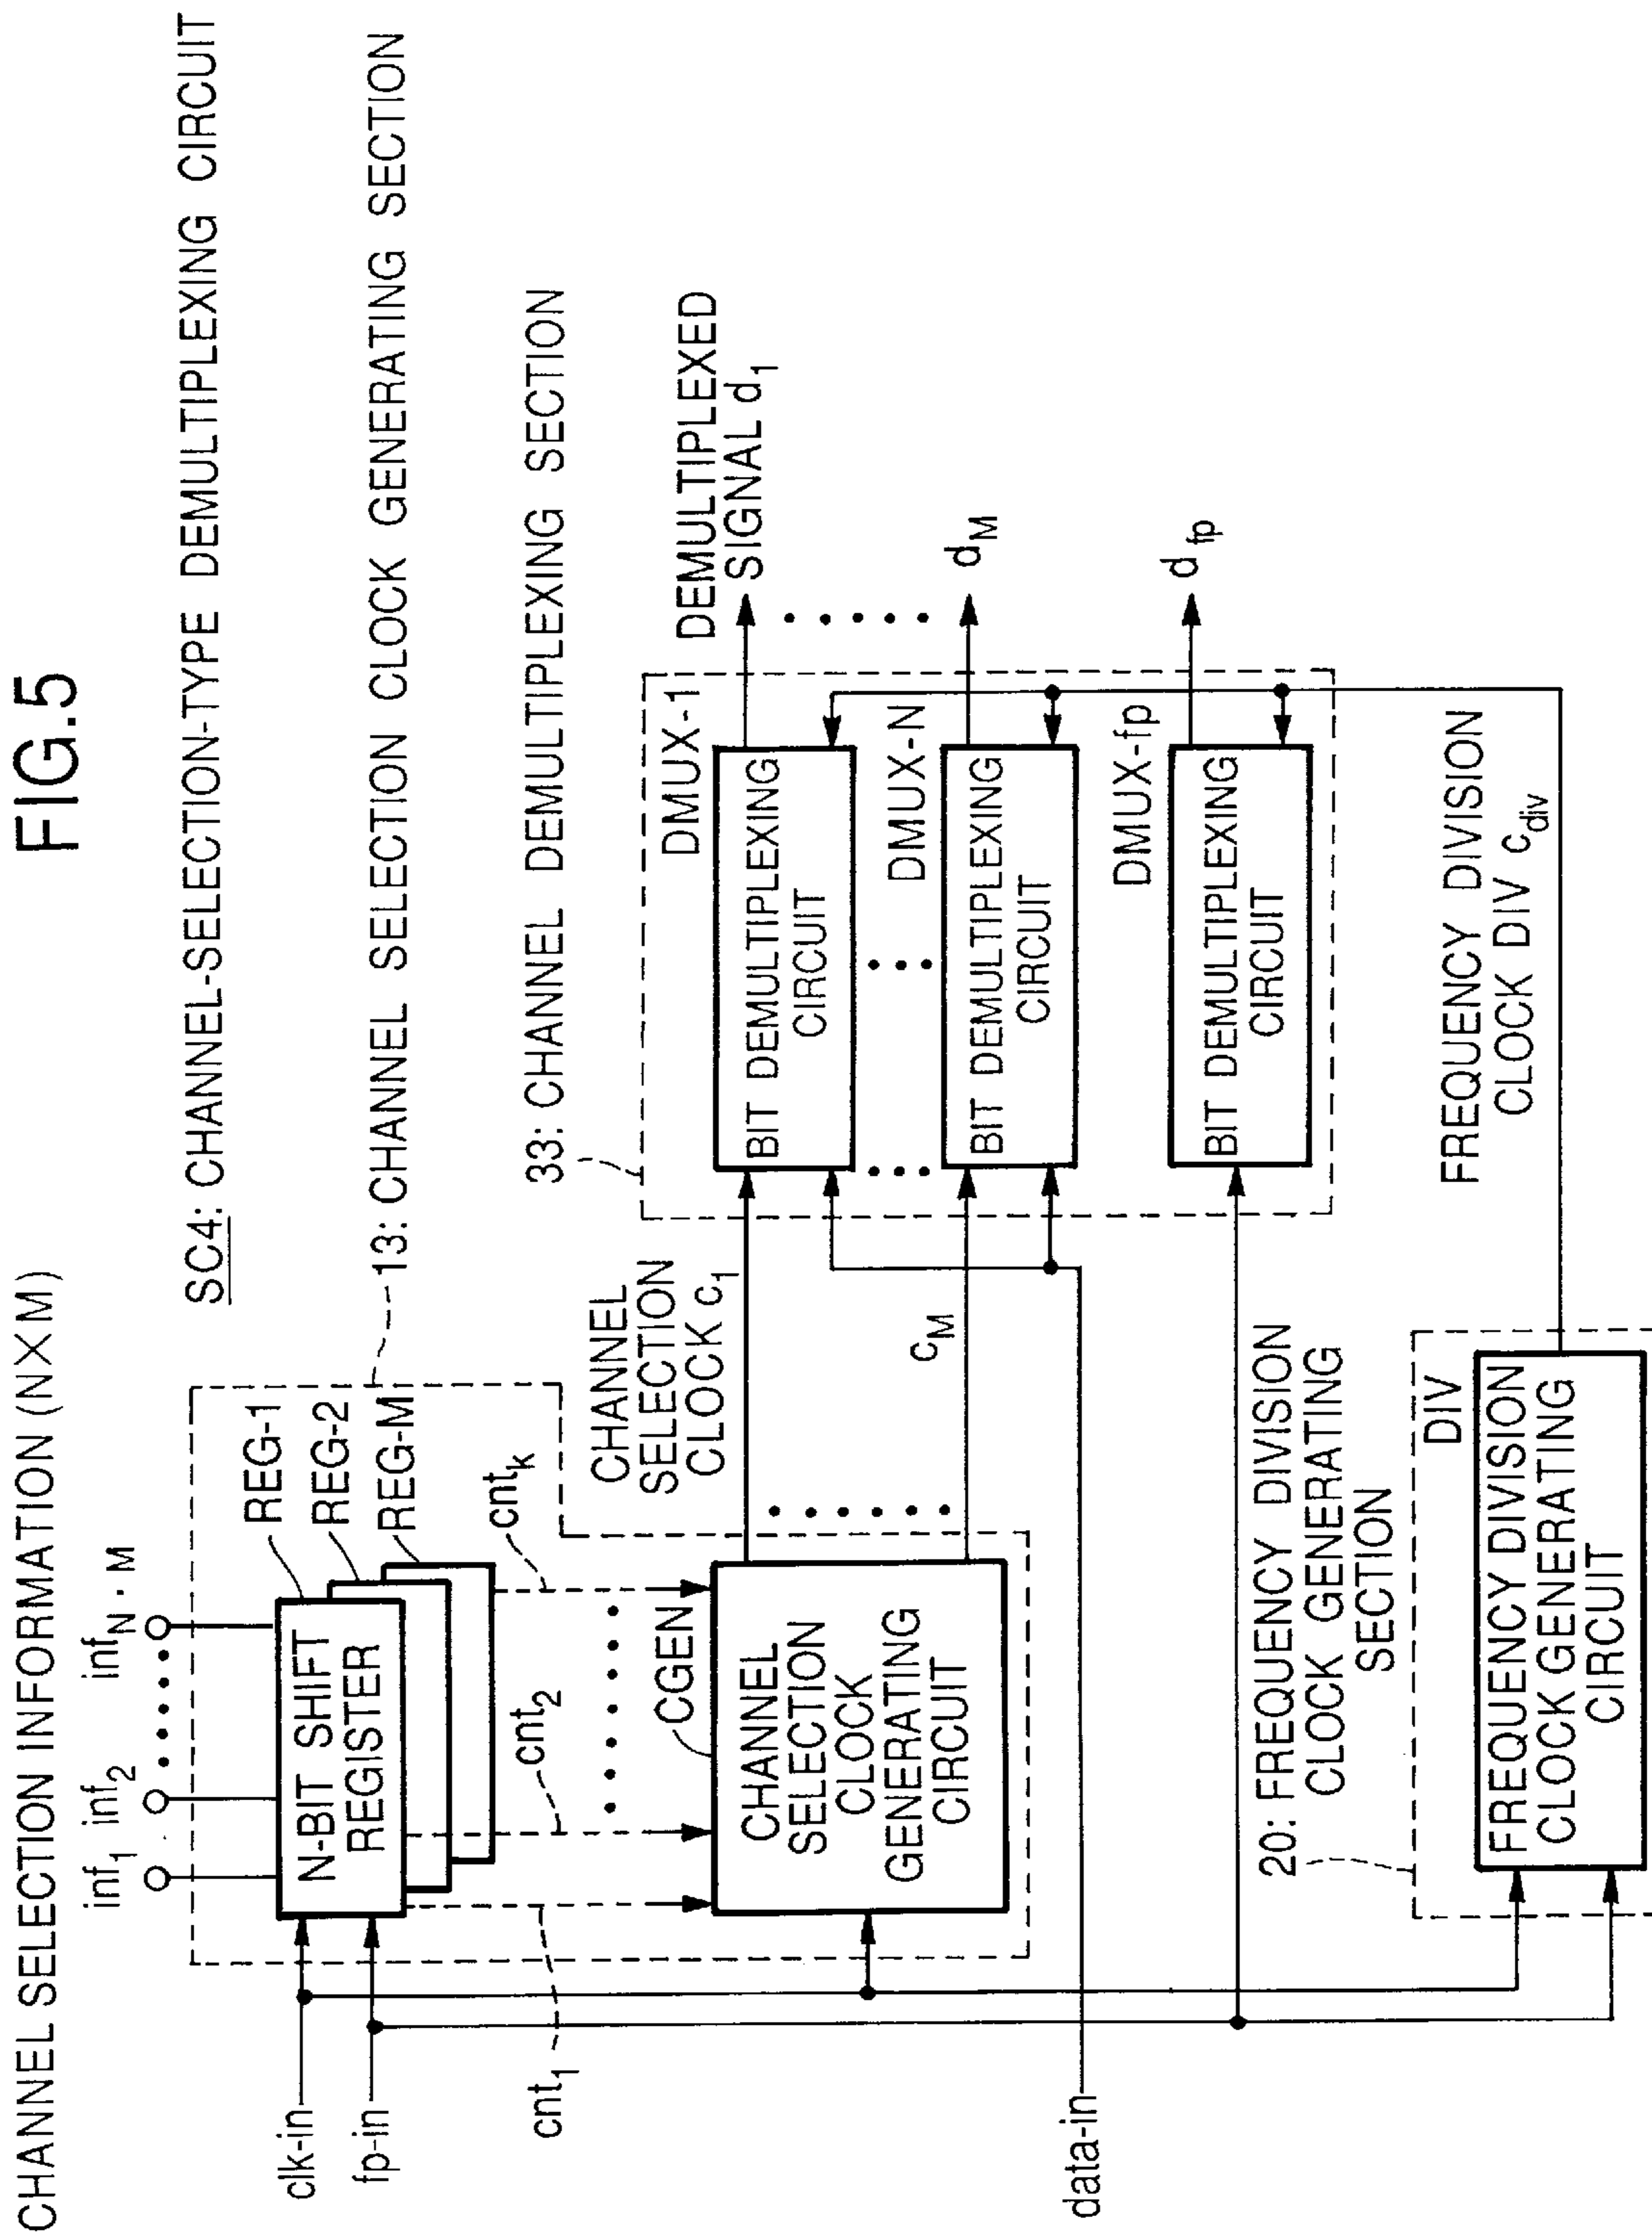 FIG.5
CHANNEL SELECTION INFORMATION (N×M)
SC4: CHANNEL-SELECTION-TYPE DEMULTIPLEXING CIRCUIT
inf1 inf2 infN・M
13: CHANNEL SELECTION CLOCK GENERATING SECTION
REG-1
REG-2
REG-M
clk-in
fp-in
N-BIT SHIFT
REGISTER
cnt1
cnt2
cntk
33: CHANNEL DEMULTIPLEXING SECTION
CHANNEL
SELECTION
CLOCK c1
CGEN
CHANNEL
SELECTION
CLOCK
GENERATING
CIRCUIT
cM
DMUX-1
BIT DEMULTIPLEXING
CIRCUIT
DEMULTIPLEXED
SIGNAL d1
DMUX-N
BIT DEMULTIPLEXING
CIRCUIT
dM
data-in
DMUX-fp
BIT DEMULTIPLEXING
CIRCUIT
dfp
20: FREQUENCY DIVISION
CLOCK GENERATING
SECTION
DIV
FREQUENCY DIVISION
CLOCK GENERATING
CIRCUIT
FREQUENCY DIVISION
CLOCK DIV cdiv